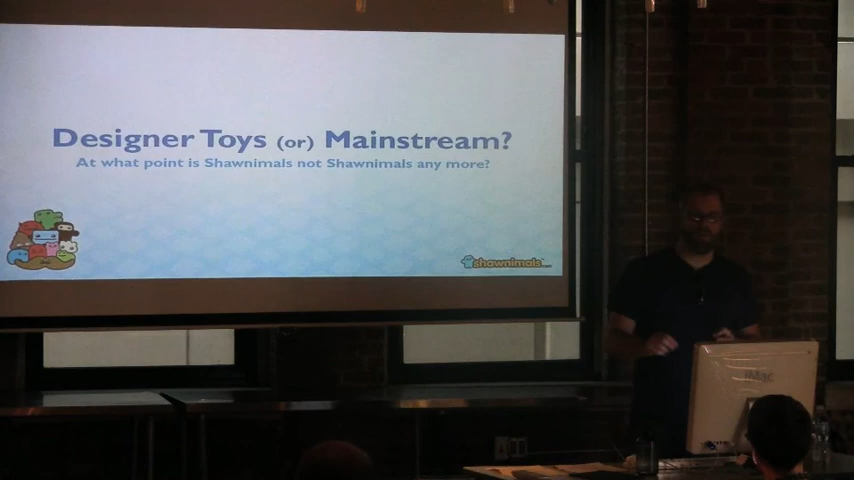 Designer Toys (or) Mainstream?
At what point is Shawnimals not Shawnimals any more?
shawnimals
iMac